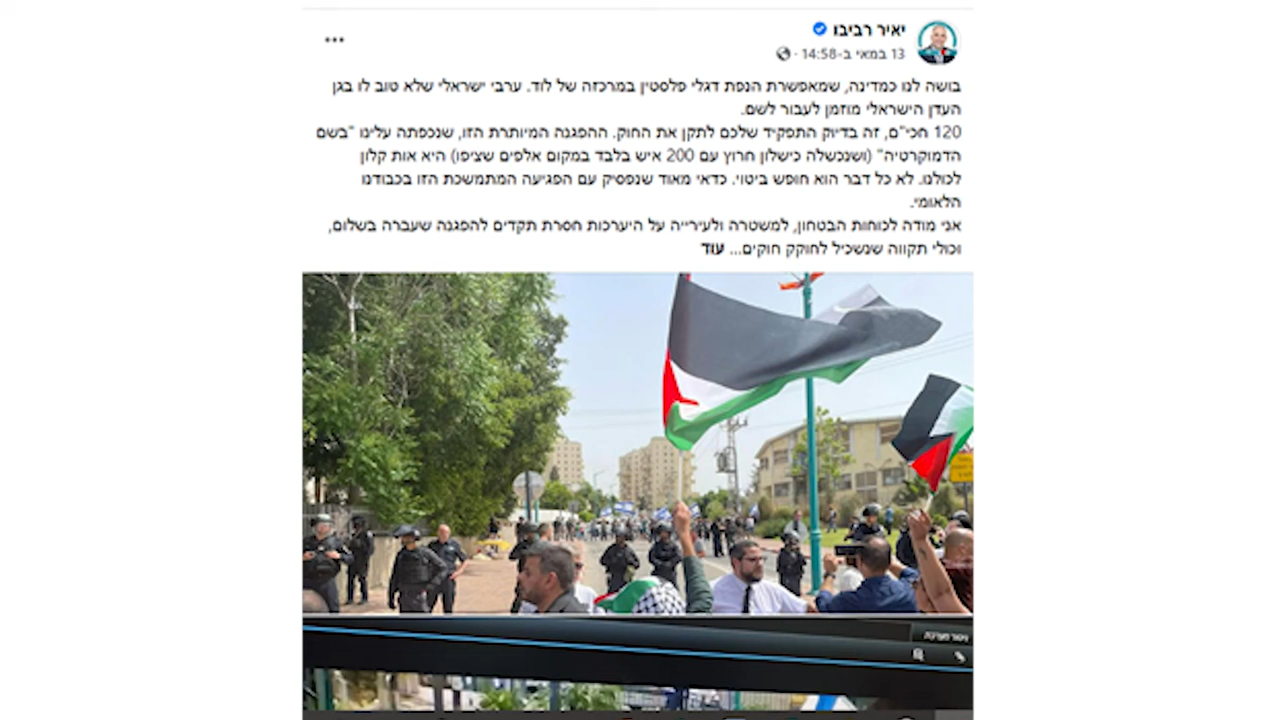 יאיר רביבו
13 במאי ב-14:58
בושה לנו כמדינה, שמאפשרת הנפת דגלי פלסטין במרכזה של לוד. ערבי ישראלי שלא טוב לו בגן
העדן הישראלי מוזמן לעבור לשם.
120 חכי"ם, זה בדיוק התפקיד שלכם לתקן את החוק. ההפגנה המיותרת הזו, שנכפתה עלינו "בשם
הדמוקרטיה" (ושנכשלה כישלון חרוץ עם 200 איש בלבד במקום אלפים שציפו) היא אות קלון
לכולנו. לא כל דבר הוא חופש ביטוי. כדאי מאוד שנפסיק עם הפגיעה המתמשכת הזו בכבודנו
הלאומי.
אני מודה לכוחות הבטחון, למשטרה ולעירייה על היערכות חסרת תקדים להפגנה שעברה בשלום,
וכולי תקווה שנשכיל לחוקק חוקים... עוד